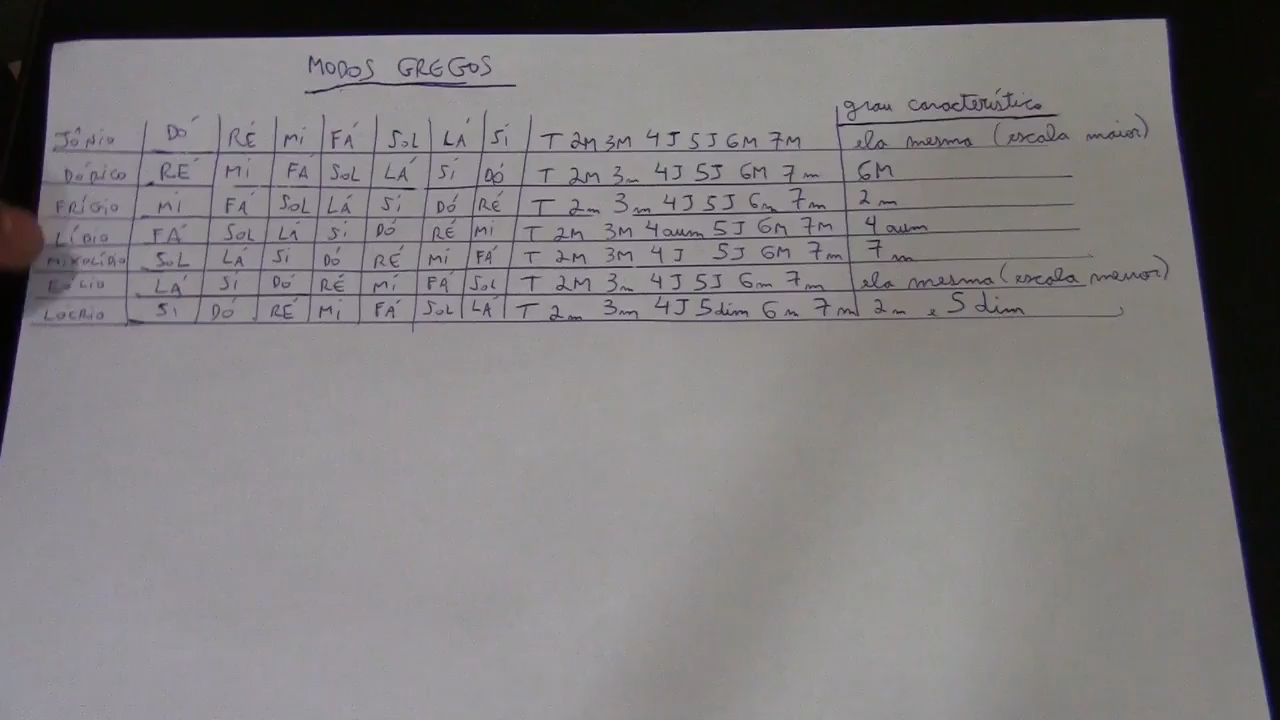 MODOS GREGOS
grau característico
JÔNIO DÓ RÉ Mi FÁ SOL LÁ Si T 2M 3M 4J 5J 6M 7M ela mesma (escala maior)
DÓRICO RÉ Mi FÁ SOL LÁ Si DÓ T 2M 3m 4J 5J 6M 7m 6M
FRÍGIO Mi FÁ SOL LÁ Si DÓ RÉ T 2m 3m 4J 5J 6m 7m 2m
LÍDIO FÁ SOL LÁ Si DÓ RÉ Mi T 2M 3M 4aum 5J 6M 7M 4 aum
MIXOLÍDIO SOL LÁ Si DÓ RÉ Mi FÁ T 2M 3M 4J 5J 6M 7m 7m
EÓLIO LÁ Si DÓ RÉ Mi FÁ SOL T 2M 3m 4J 5J 6m 7m ela mesma (escala menor)
LÓCRIO Si DÓ RÉ Mi FÁ SOL LÁ T 2m 3m 4J 5dim 6m 7m 2m e 5 dim